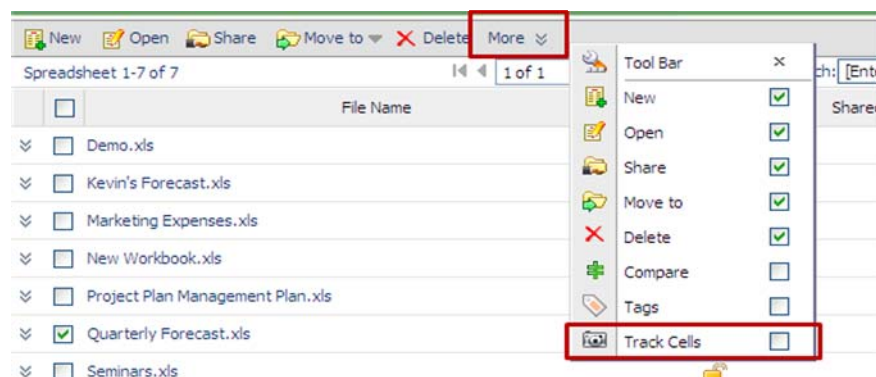 New Open Share Move to Delete More
Spreadsheet 1-7 of 7 1 of 1 ch: [Ent
File Name Share
Demo.xls
Kevin's Forecast.xls
Marketing Expenses.xls
New Workbook.xls
Project Plan Management Plan.xls
Quarterly Forecast.xls
Seminars.xls
Tool Bar ×
New
Open
Share
Move to
Delete
Compare
Tags
Track Cells